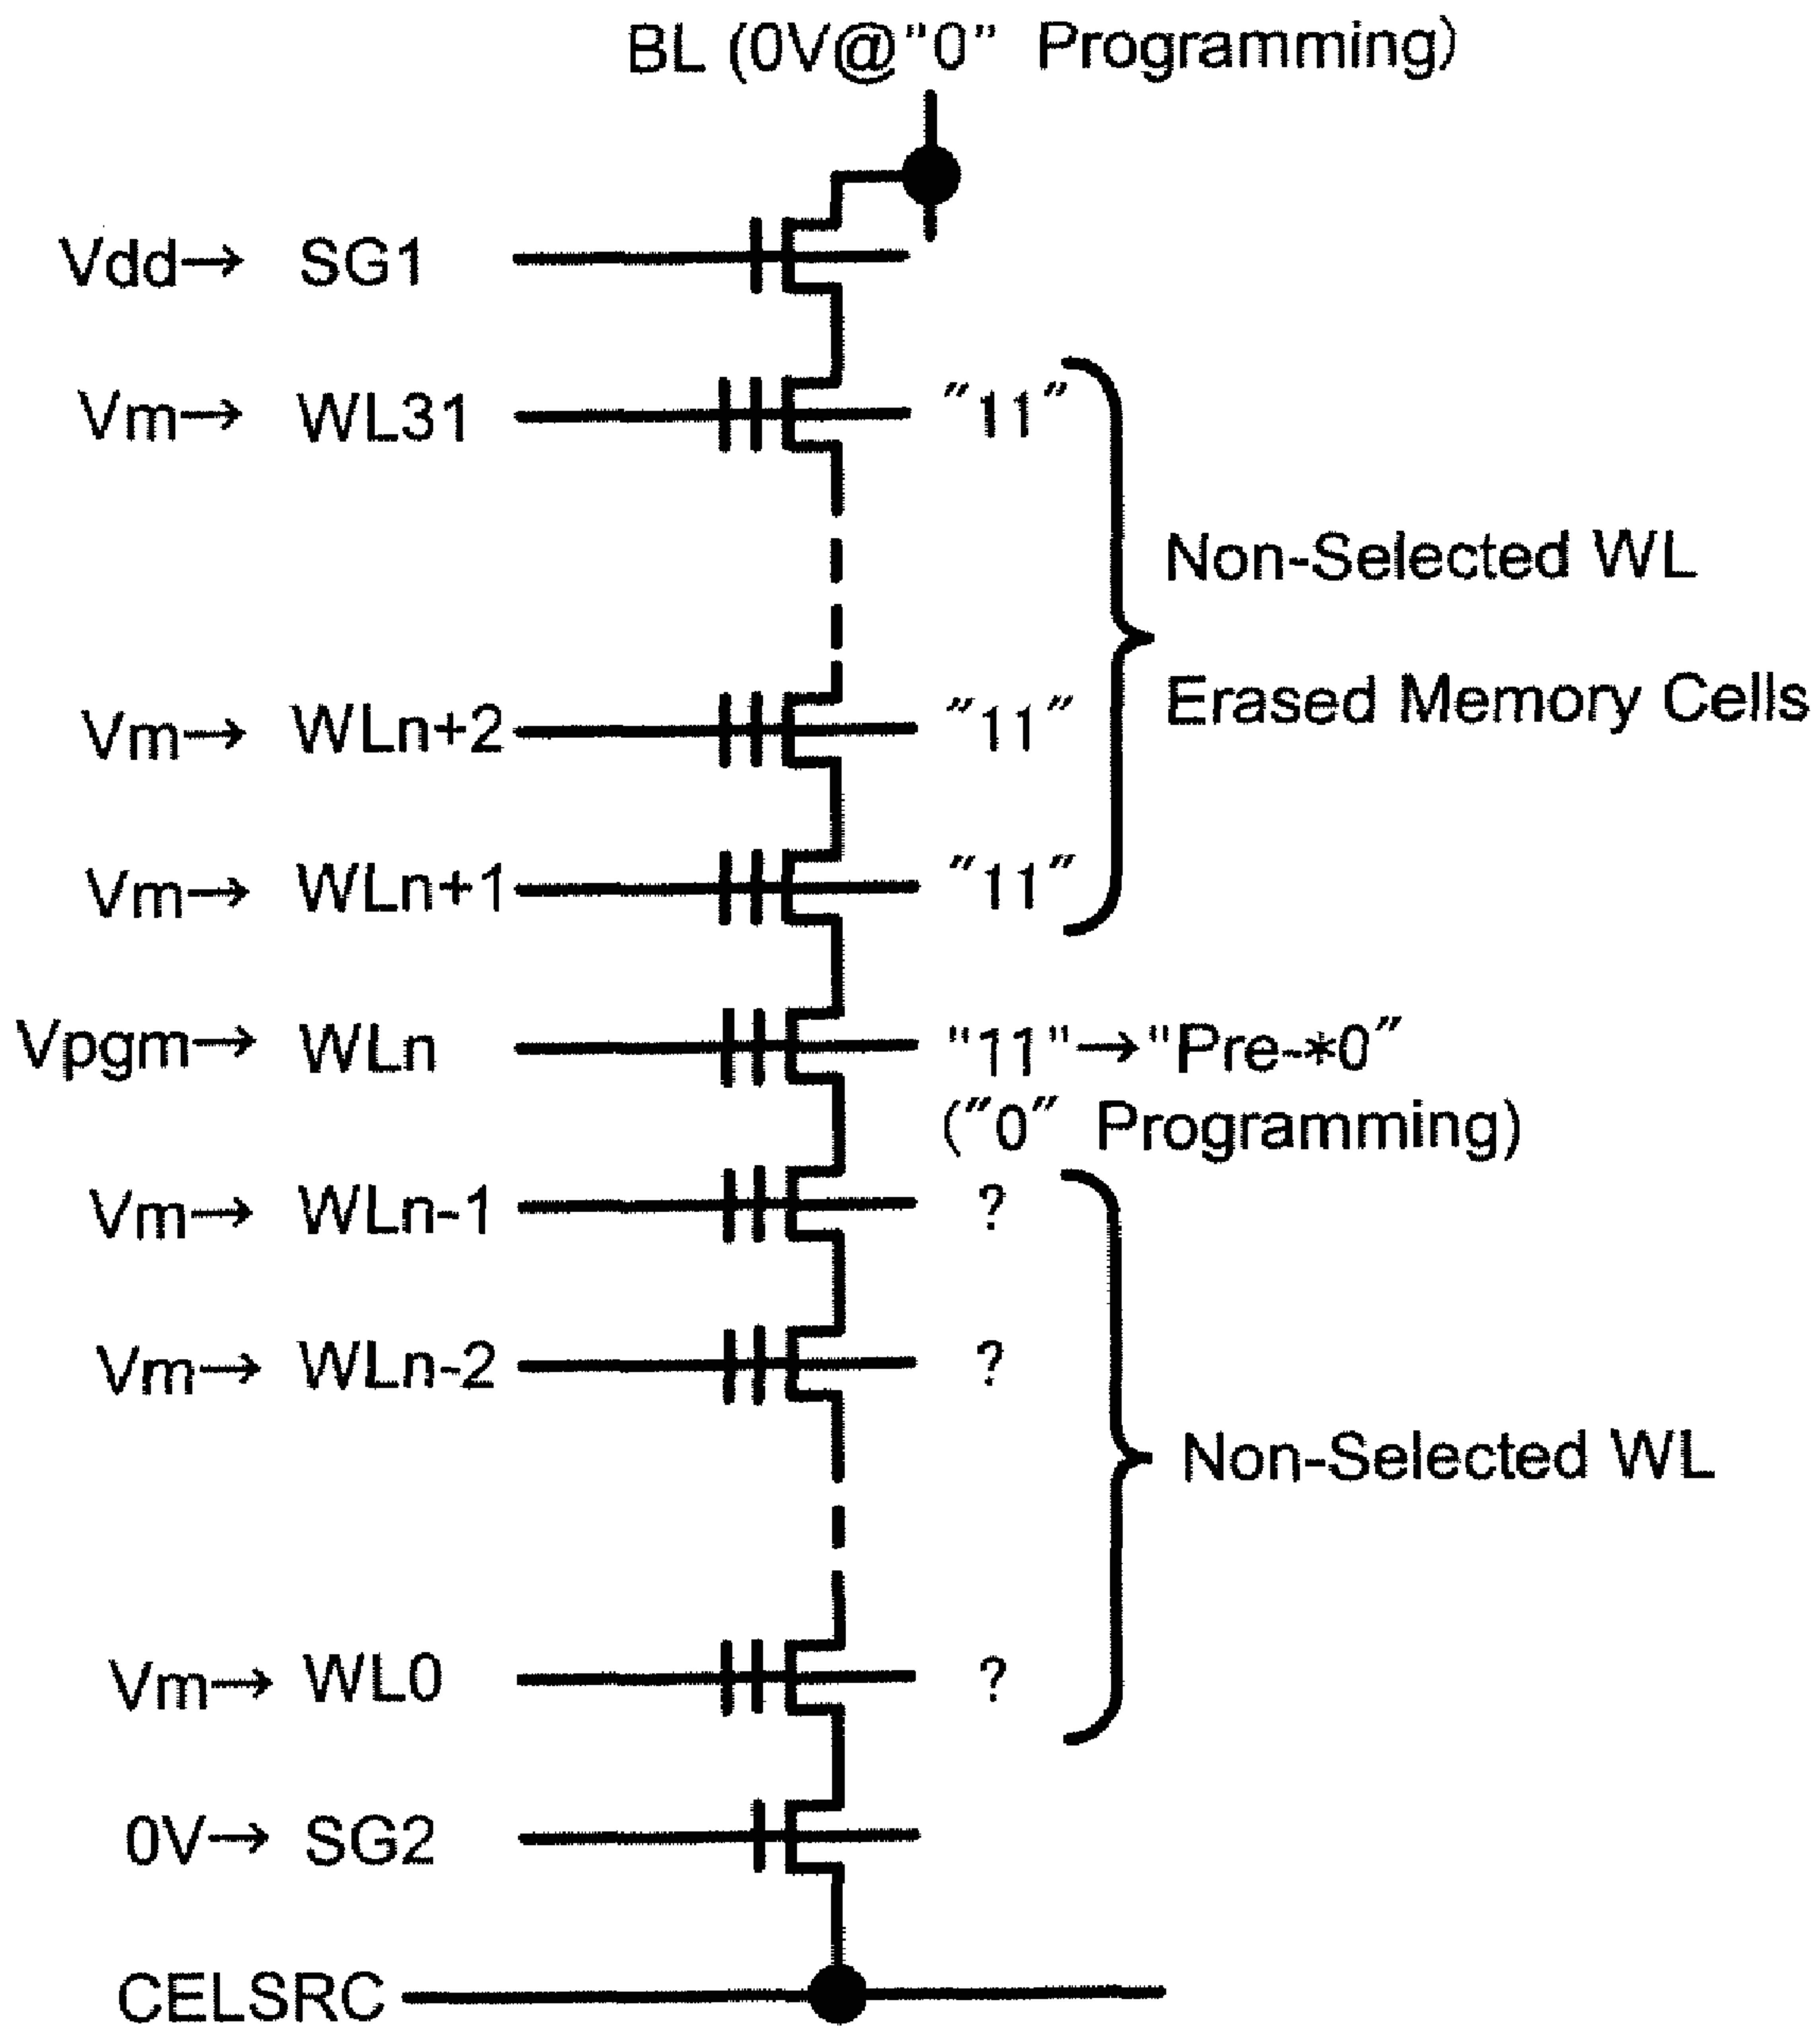 BL (0V@"0" Programming)
Vdd→ SG1
Vm→ WL31 "11"
Non-Selected WL
Erased Memory Cells
Vm→ WLn+2 "11"
Vm→ WLn+1 "11"
Vpgm→ WLn "11"→"Pre-*0"
("0" Programming)
Vm→ WLn-1 ?
Vm→ WLn-2 ?
Non-Selected WL
Vm→ WL0 ?
0V→ SG2
CELSRC